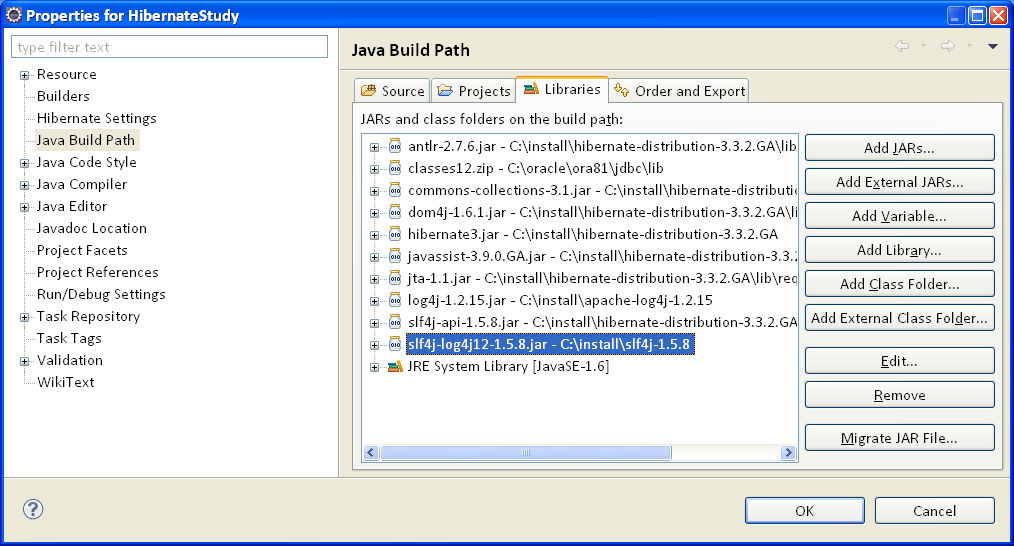 Properties for HibernateStudy
type filter text
Resource
Builders
Hibernate Settings
Java Build Path
Java Code Style
Java Compiler
Java Editor
Javadoc Location
Project Facets
Project References
Run/Debug Settings
Task Repository
Task Tags
Validation
WikiText
Java Build Path
Source Projects Libraries Order and Export
JARs and class folders on the build path:
antlr-2.7.6.jar - C:\install\hibernate-distribution-3.3.2.GA\lib
classes12.zip - C:\oracle\ora81\jdbc\lib
commons-collections-3.1.jar - C:\install\hibernate-distributio
dom4j-1.6.1.jar - C:\install\hibernate-distribution-3.3.2.GA\li
hibernate3.jar - C:\install\hibernate-distribution-3.3.2.GA
javassist-3.9.0.GA.jar - C:\install\hibernate-distribution-3.3.2
jta-1.1.jar - C:\install\hibernate-distribution-3.3.2.GA\lib\req
log4j-1.2.15.jar - C:\install\apache-log4j-1.2.15
slf4j-api-1.5.8.jar - C:\install\hibernate-distribution-3.3.2.GA
slf4j-log4j12-1.5.8.jar - C:\install\slf4j-1.5.8
JRE System Library [JavaSE-1.6]
Add JARs...
Add External JARs...
Add Variable...
Add Library...
Add Class Folder...
Add External Class Folder...
Edit...
Remove
Migrate JAR File...
?
OK
Cancel